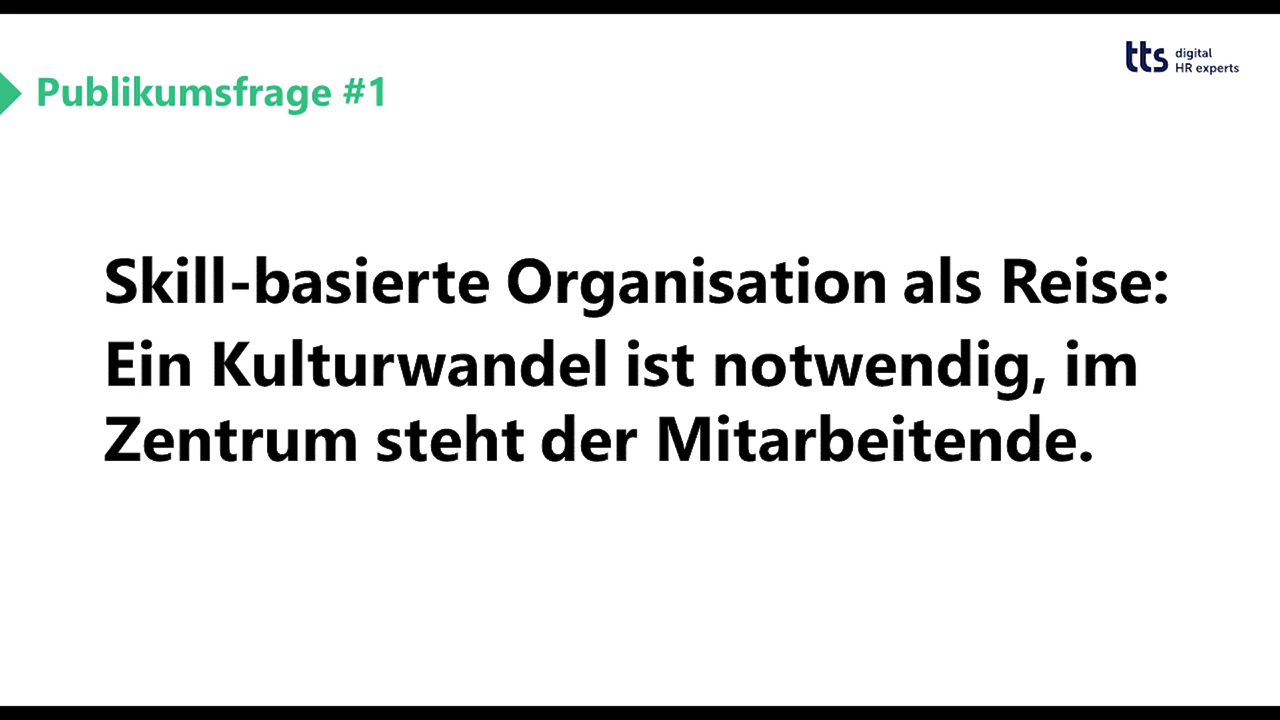 Publikumsfrage #1
tts digital
HR experts
Skill-basierte Organisation als Reise:
Ein Kulturwandel ist notwendig, im
Zentrum steht der Mitarbeitende.